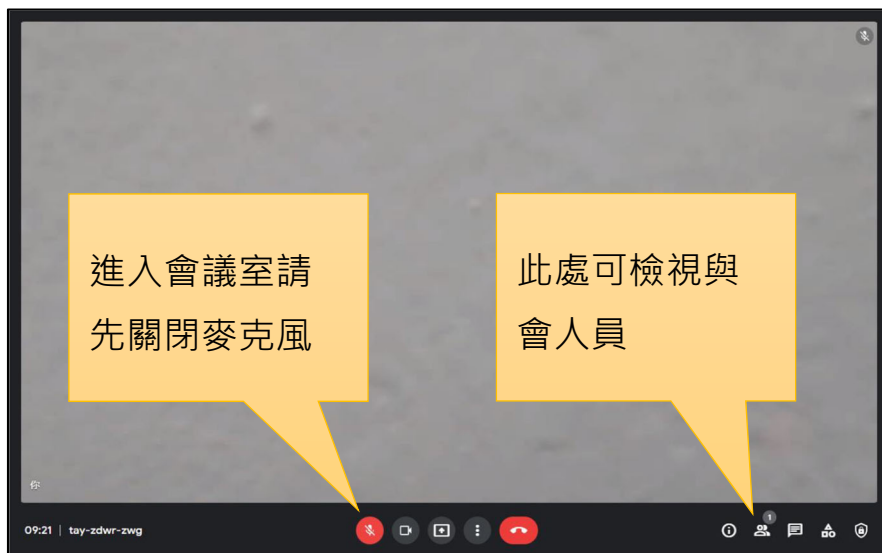 進入會議室請
先關閉麥克風
此處可檢視與
會人員
你
1
09:21 | tay-zdwr-zwg